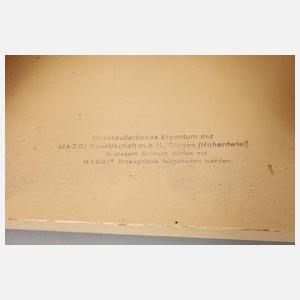 Unveräußerliches Eigentum der
MAGGI Gesellschaft m.b.H., Singen (Hohentwiel)
In diesem Schrank dürfen nur
MAGGI® Erzeugnisse feilgehalten werden.